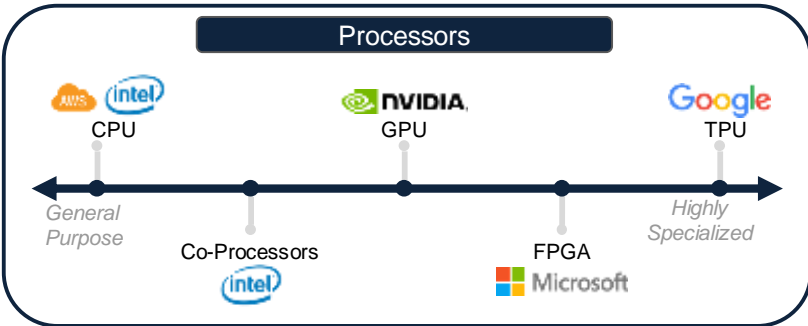 Processors
AWS intel
CPU
NVIDIA
GPU
Google
TPU
General
Purpose
Highly
Specialized
Co-Processors
intel
FPGA
Microsoft